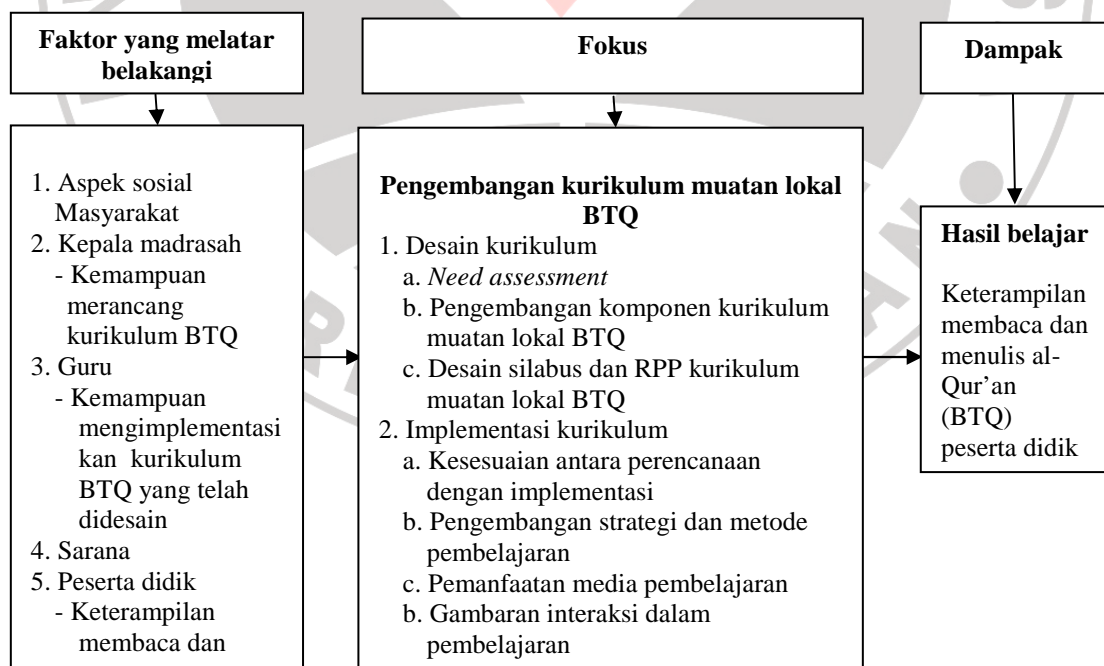 Faktor yang melatar
belakangi
Fokus
Dampak
1. Aspek sosial
Masyarakat
2. Kepala madrasah
- Kemampuan
merancang
kurikulum BTQ
3. Guru
- Kemampuan
mengimplementasi
kan kurikulum
BTQ yang telah
didesain
4. Sarana
5. Peserta didik
- Keterampilan
membaca dan
Pengembangan kurikulum muatan lokal
BTQ
1. Desain kurikulum
a. Need assessment
b. Pengembangan komponen kurikulum
muatan lokal BTQ
c. Desain silabus dan RPP kurikulum
muatan lokal BTQ
2. Implementasi kurikulum
a. Kesesuaian antara perencanaan
dengan implementasi
b. Pengembangan strategi dan metode
pembelajaran
c. Pemanfaatan media pembelajaran
b. Gambaran interaksi dalam
pembelajaran
Hasil belajar
Keterampilan
membaca dan
menulis al-
Qur’an
(BTQ)
peserta didik